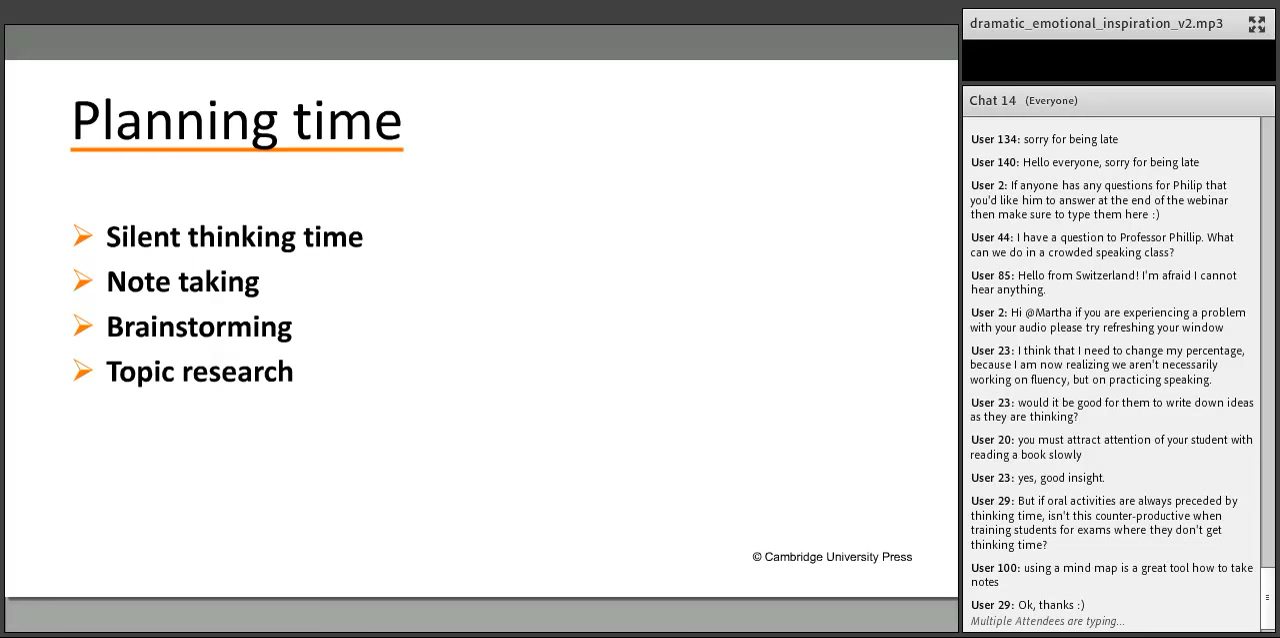 Planning time
Silent thinking time
Note taking
Brainstorming
Topic research
© Cambridge University Press
dramatic_emotional_inspiration_v2.mp3
Chat 14 (Everyone)
User 134: sorry for being late
User 140: Hello everyone, sorry for being late
User 2: If anyone has any questions for Philip that
you'd like him to answer at the end of the webinar
then make sure to type them here :)
User 44: I have a question to Professor Phillip. What
can we do in a crowded speaking class?
User 85: Hello from Switzerland! I'm afraid I cannot
hear anything.
User 2: Hi @Martha if you are experiencing a problem
with your audio please try refreshing your window
User 23: I think that I need to change my percentage,
because I am now realizing we aren't necessarily
working on fluency, but on practicing speaking.
User 23: would it be good for them to write down ideas
as they are thinking?
User 20: you must attract attention of your student with
reading a book slowly
User 23: yes, good insight.
User 29: But if oral activities are always preceded by
thinking time, isn't this counter-productive when
training students for exams where they don't get
thinking time?
User 100: using a mind map is a great tool how to take
notes
User 29: Ok, thanks :)
Multiple Attendees are typing...